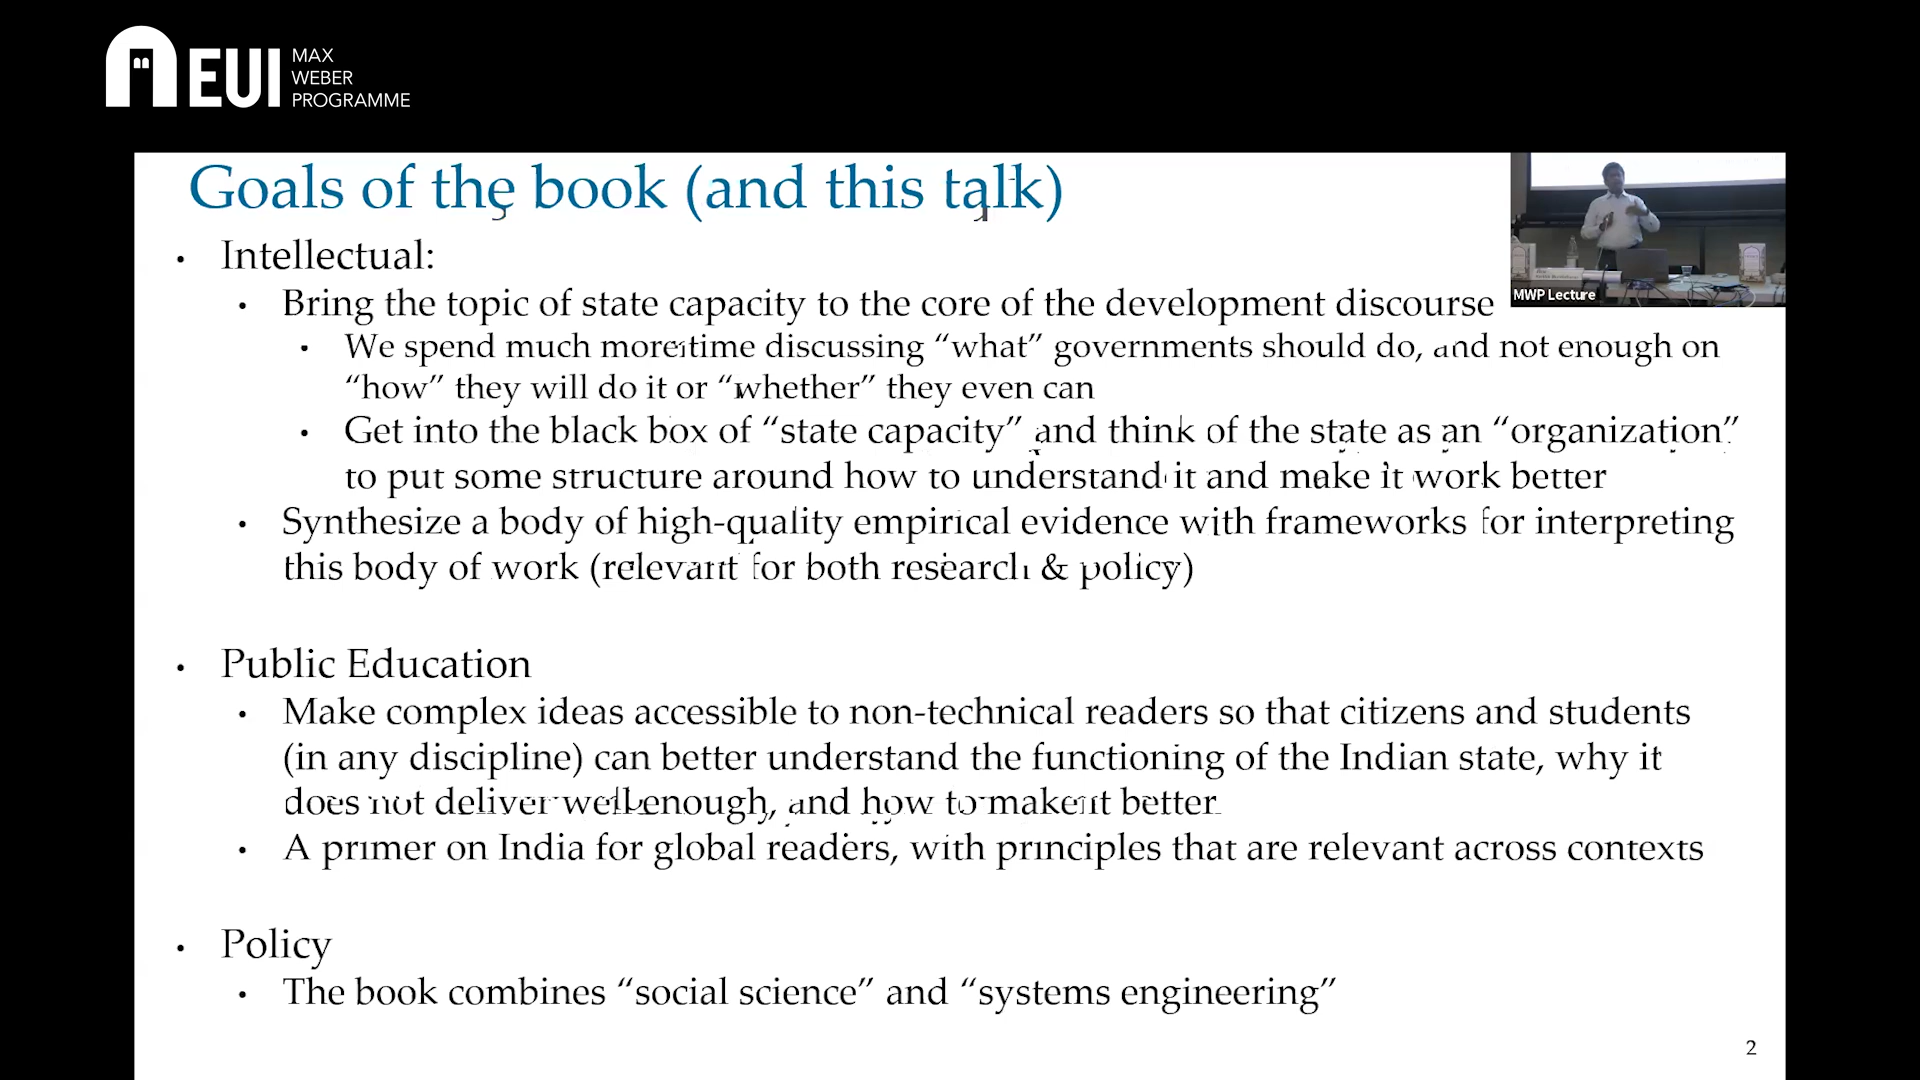 EUI
MAX
WEBER
PROGRAMME
Goals of the book (and this talk)
• Intellectual:
• Bring the topic of state capacity to the core of the development discourse
MWP Lecture
• We spend much more time discussing “what” governments should do, and not enough on
“how” they will do it or “whether” they even can
• Get into the black box of “state capacity” and think of the state as an “organization”
to put some structure around how to understand it and make it work better
• Synthesize a body of high-quality empirical evidence with frameworks for interpreting
this body of work (relevant for both research & policy)
• Public Education
• Make complex ideas accessible to non-technical readers so that citizens and students
(in any discipline) can better understand the functioning of the Indian state, why it
does not deliver well enough, and how to make it better
• A primer on India for global readers, with principles that are relevant across contexts
• Policy
• The book combines “social science” and “systems engineering”
2